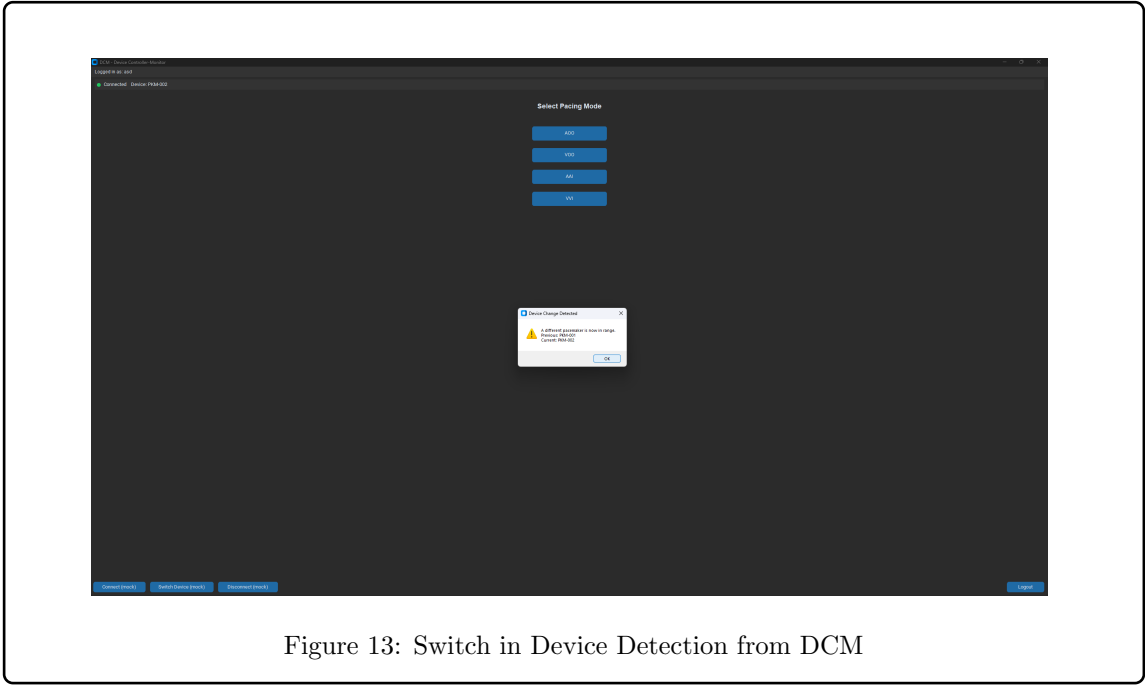 DCM - Device Controller Monitor
Logged in as: asd
Connected Device: PKM-002
Select Pacing Mode
AOO
VOO
AAI
VVI
Device Change Detected
A different pacemaker is now in range.
Previous: PKM-001
Current: PKM-002
OK
Connect (mock) Switch Device (mock) Disconnect (mock) Logout
Figure 13: Switch in Device Detection from DCM